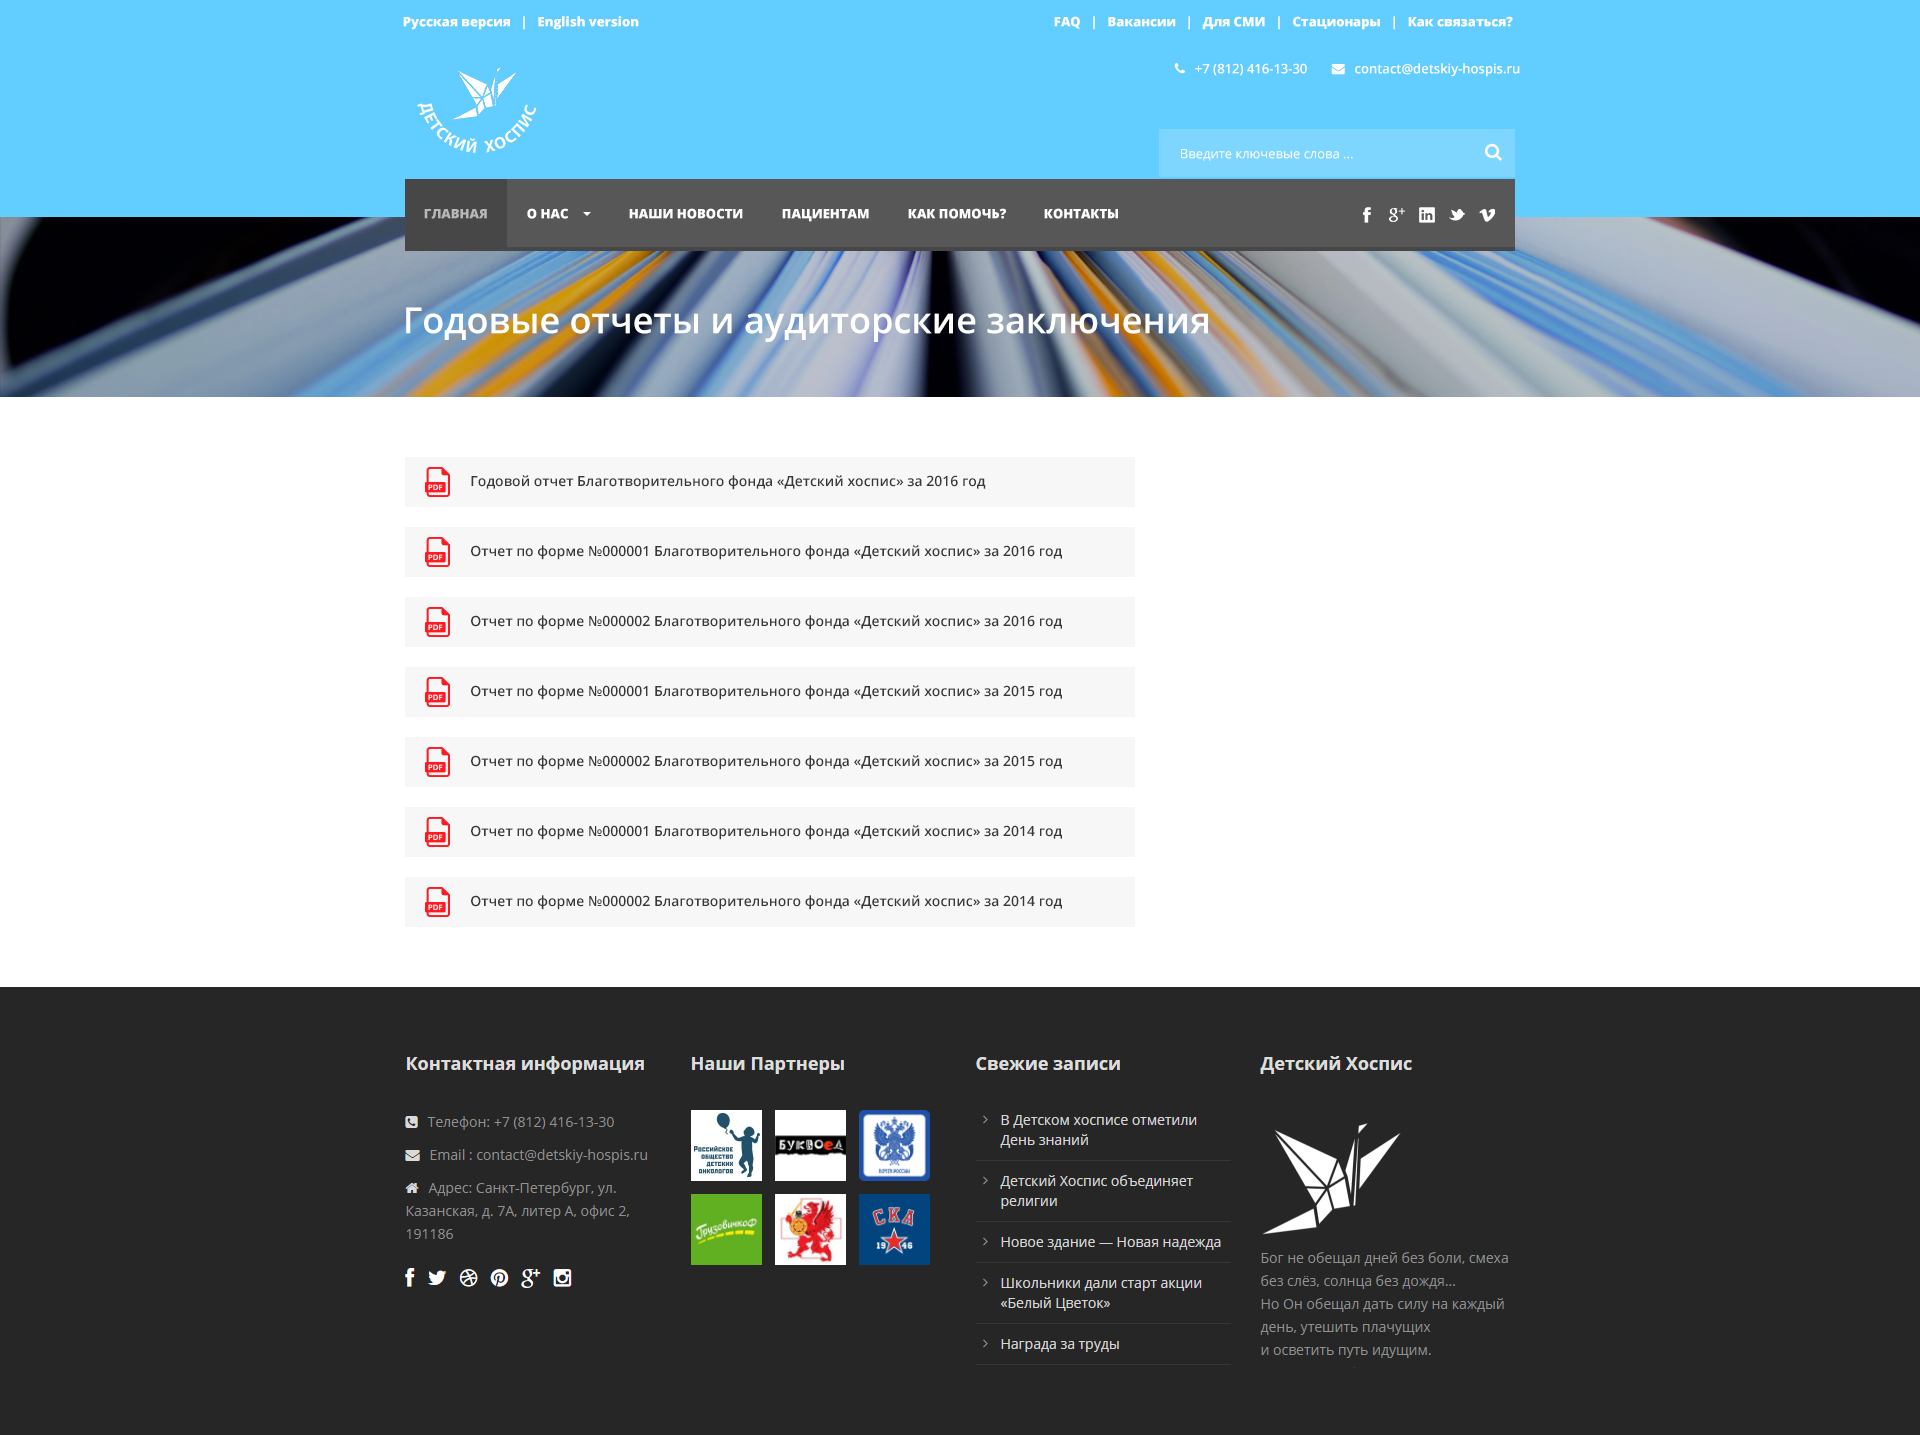 Русская версия | English version
FAQ | Вакансии | Для СМИ | Стационары | Как связаться?
+7 (812) 416-13-30 contact@detskiy-hospis.ru
ДЕТСКИЙ ХОСПИС
Введите ключевые слова ...
ГЛАВНАЯ О НАС НАШИ НОВОСТИ ПАЦИЕНТАМ КАК ПОМОЧЬ? КОНТАКТЫ
Годовые отчеты и аудиторские заключения
PDF Годовой отчет Благотворительного фонда «Детский хоспис» за 2016 год
PDF Отчет по форме №000001 Благотворительного фонда «Детский хоспис» за 2016 год
PDF Отчет по форме №000002 Благотворительного фонда «Детский хоспис» за 2016 год
PDF Отчет по форме №000001 Благотворительного фонда «Детский хоспис» за 2015 год
PDF Отчет по форме №000002 Благотворительного фонда «Детский хоспис» за 2015 год
PDF Отчет по форме №000001 Благотворительного фонда «Детский хоспис» за 2014 год
PDF Отчет по форме №000002 Благотворительного фонда «Детский хоспис» за 2014 год
Контактная информация
Телефон: +7 (812) 416-13-30
Email : contact@detskiy-hospis.ru
Адрес: Санкт-Петербург, ул.
Казанская, д. 7А, литер А, офис 2,
191186
Наши Партнеры
Российское
общество
детских
онкологов
БУКВОЕД
ПОЧТА РОССИИ
ГрузовичкоФ
СКА
1946
Свежие записи
В Детском хосписе отметили
День знаний
Детский Хоспис объединяет
религии
Новое здание — Новая надежда
Школьники дали старт акции
«Белый Цветок»
Награда за труды
Детский Хоспис
Бог не обещал дней без боли, смеха
без слёз, солнца без дождя...
Но Он обещал дать силу на каждый
день, утешить плачущих
и осветить путь идущим.